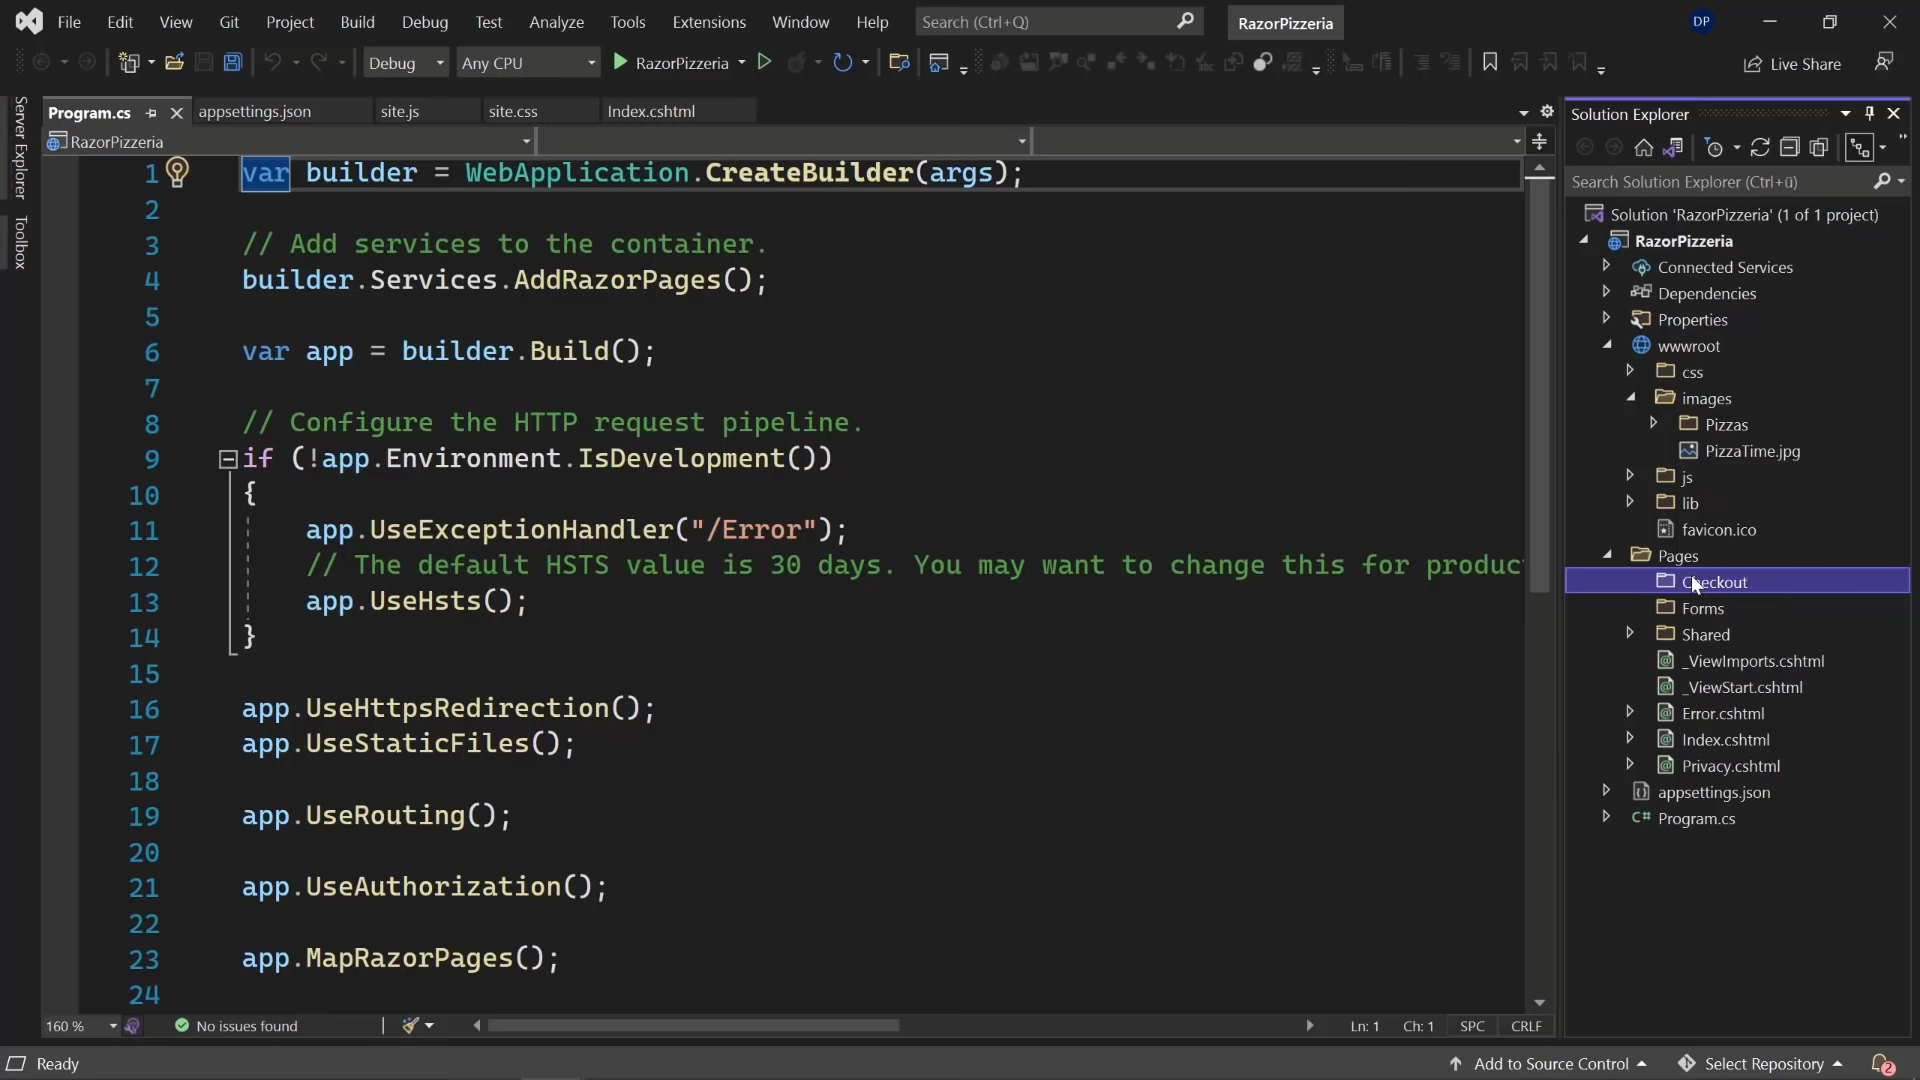 File Edit View Git Project Build Debug Test Analyze Tools Extensions Window Help Search (Ctrl+Q) RazorPizzeria DP
Debug Any CPU RazorPizzeria Live Share
Server Explorer
Toolbox
Program.cs appsettings.json site.js site.css Index.cshtml
RazorPizzeria
1 var builder = WebApplication.CreateBuilder(args);
2
3 // Add services to the container.
4 builder.Services.AddRazorPages();
5
6 var app = builder.Build();
7
8 // Configure the HTTP request pipeline.
9 if (!app.Environment.IsDevelopment())
10 {
11 app.UseExceptionHandler("/Error");
12 // The default HSTS value is 30 days. You may want to change this for produc
13 app.UseHsts();
14 }
15
16 app.UseHttpsRedirection();
17 app.UseStaticFiles();
18
19 app.UseRouting();
20
21 app.UseAuthorization();
22
23 app.MapRazorPages();
24
160 % No issues found Ln: 1 Ch: 1 SPC CRLF
Solution Explorer
Search Solution Explorer (Ctrl+ü)
Solution 'RazorPizzeria' (1 of 1 project)
RazorPizzeria
Connected Services
Dependencies
Properties
wwwroot
css
images
Pizzas
PizzaTime.jpg
js
lib
favicon.ico
Pages
Checkout
Forms
Shared
_ViewImports.cshtml
_ViewStart.cshtml
Error.cshtml
Index.cshtml
Privacy.cshtml
appsettings.json
C# Program.cs
Ready Add to Source Control Select Repository 2